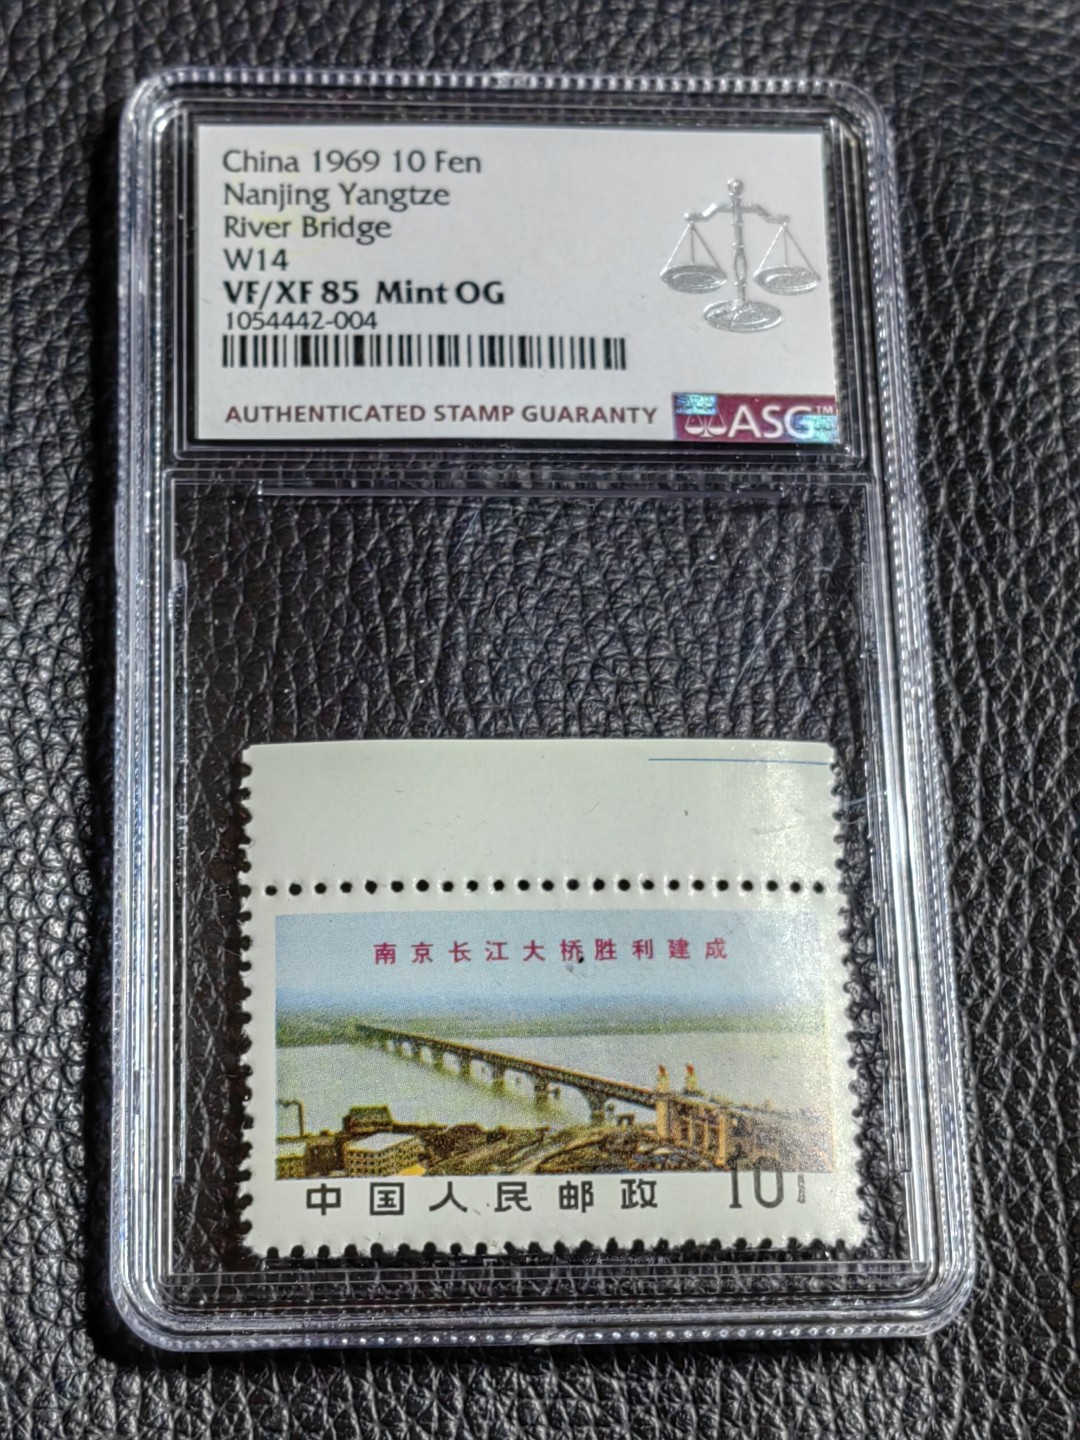 China 1969 10 Fen
Nanjing Yangtze
River Bridge
W14
VF/XF 85 Mint OG
1054442-004
AUTHENTICATED STAMP GUARANTY
ASG™
南京长江大桥胜利建成
中国人民邮政 10